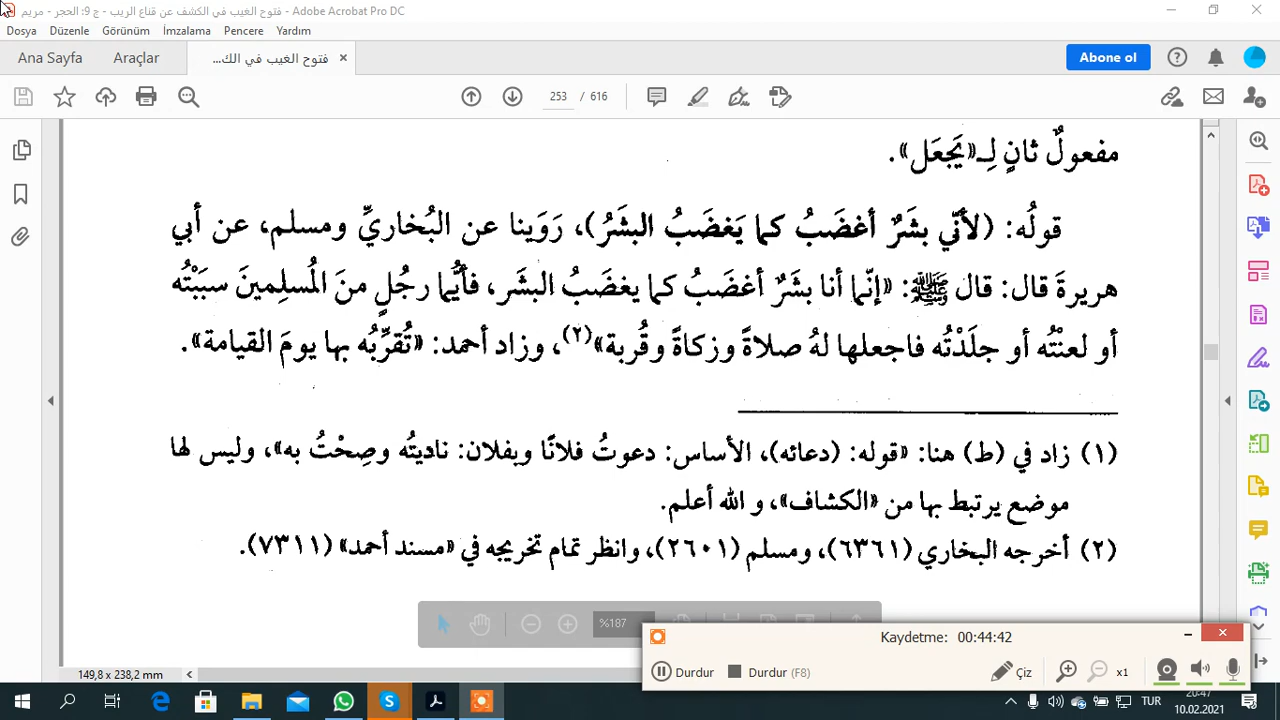 فتوح الغيب في الكشف عن قناع الريب - ج 9: الحجر - مريم - Adobe Acrobat Pro DC
Dosya Düzenle Görünüm İmzalama Pencere Yardım
Ana Sayfa Araçlar فتوح الغيب في الك... × Abone ol
253 / 616
مفعولٌ ثانٍ لِـ«يَجعَل».
قولُه: (لأنّي بشَرٌ أغضَبُ كما يَغضَبُ البشَرُ)، رَوَينا عن البُخاريِّ ومسلم، عن أبي
هريرةَ قال: قال ﷺ: «إنّما أنا بشَرٌ أغضَبُ كما يغضَبُ البشَر، فأيُّما رجُلٍ منَ المُسلِمينَ سبَبْتُه
أو لعنْتُه أو جلَدْتُه فاجعلها لهُ صلاةً وزكاةً وقُربة»(٢)، وزاد أحمد: «تُقرِّبُه بها يومَ القيامة».
(١) زاد في (ط) هنا: «قوله: (دعائه)، الأساس: دعوتُ فلانًا وبفلان: ناديتُه وصِحْتُ به»، وليس لها
موضع يرتبط بها من «الكشاف»، و الله أعلم.
(٢) أخرجه البخاري (٦٣٦١)، ومسلم (٢٦٠١)، وانظر تمام تخريجه في «مسند أحمد» (٧٣١١).
%187
Kaydetme: 00:44:42
Durdur Durdur (F8) Çiz x1
149,8 x 238,2 mm
TUR 20:47
10.02.2021